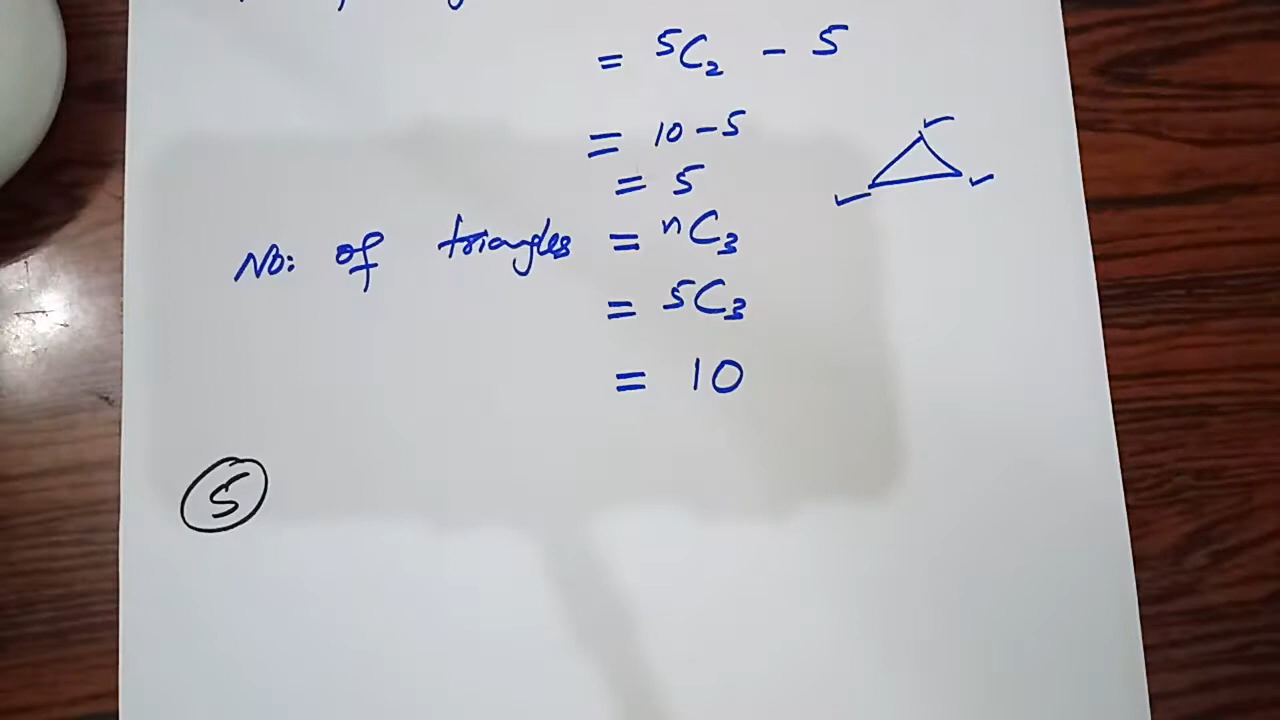 = ⁵C₂ - 5
= 10 - 5
= 5
No: of triangles = ⁿC₃
= ⁵C₃
= 10
5